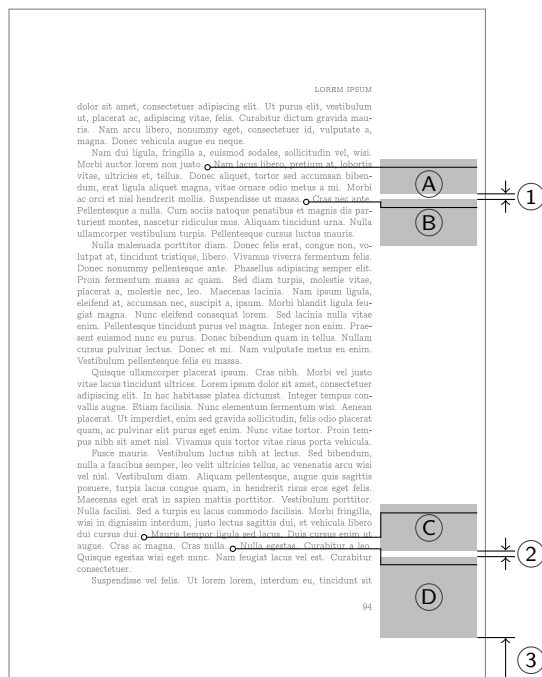 LOREM IPSUM
dolor sit amet, consectetuer adipiscing elit. Ut purus elit, vestibulum
ut, placerat ac, adipiscing vitae, felis. Curabitur dictum gravida mau-
ris. Nam arcu libero, nonummy eget, consectetuer id, vulputate a,
magna. Donec vehicula augue eu neque.
Nam dui ligula, fringilla a, euismod sodales, sollicitudin vel, wisi.
Morbi auctor lorem non justo. Nam lacus libero, pretium at, lobortis
vitae, ultricies et, tellus. Donec aliquet, tortor sed accumsan biben-
dum, erat ligula aliquet magna, vitae ornare odio metus a mi. Morbi
ac orci et nisl hendrerit mollis. Suspendisse ut massa. Cras nec ante.
Pellentesque a nulla. Cum sociis natoque penatibus et magnis dis par-
turient montes, nascetur ridiculus mus. Aliquam tincidunt urna. Nulla
ullamcorper vestibulum turpis. Pellentesque cursus luctus mauris.
Nulla malesuada porttitor diam. Donec felis erat, congue non, vo-
lutpat at, tincidunt tristique, libero. Vivamus viverra fermentum felis.
Donec nonummy pellentesque ante. Phasellus adipiscing semper elit.
Proin fermentum massa ac quam. Sed diam turpis, molestie vitae,
placerat a, molestie nec, leo. Maecenas lacinia. Nam ipsum ligula,
eleifend at, accumsan nec, suscipit a, ipsum. Morbi blandit ligula feu-
giat magna. Nunc eleifend consequat lorem. Sed lacinia nulla vitae
enim. Pellentesque tincidunt purus vel magna. Integer non enim. Prae-
sent euismod nunc eu purus. Donec bibendum quam in tellus. Nullam
cursus pulvinar lectus. Donec et mi. Nam vulputate metus eu enim.
Vestibulum pellentesque felis eu massa.
Quisque ullamcorper placerat ipsum. Cras nibh. Morbi vel justo
vitae lacus tincidunt ultrices. Lorem ipsum dolor sit amet, consectetuer
adipiscing elit. In hac habitasse platea dictumst. Integer tempus con-
vallis augue. Etiam facilisis. Nunc elementum fermentum wisi. Aenean
placerat. Ut imperdiet, enim sed gravida sollicitudin, felis odio placerat
quam, ac pulvinar elit purus eget enim. Nunc vitae tortor. Proin tem-
pus nibh sit amet nisl. Vivamus quis tortor vitae risus porta vehicula.
Fusce mauris. Vestibulum luctus nibh at lectus. Sed bibendum,
nulla a faucibus semper, leo velit ultricies tellus, ac venenatis arcu wisi
vel nisl. Vestibulum diam. Aliquam pellentesque, augue quis sagittis
posuere, turpis lacus congue quam, in hendrerit risus eros eget felis.
Maecenas eget erat in sapien mattis porttitor. Vestibulum porttitor.
Nulla facilisi. Sed a turpis eu lacus commodo facilisis. Morbi fringilla,
wisi in dignissim interdum, justo lectus sagittis dui, et vehicula libero
dui cursus dui. Mauris tempor ligula sed lacus. Duis cursus enim ut
augue. Cras ac magna. Cras nulla. Nulla egestas. Curabitur a leo.
Quisque egestas wisi eget nunc. Nam feugiat lacus vel est. Curabitur
consectetuer.
Suspendisse vel felis. Ut lorem lorem, interdum eu, tincidunt sit
94
A
1
B
C
2
D
3